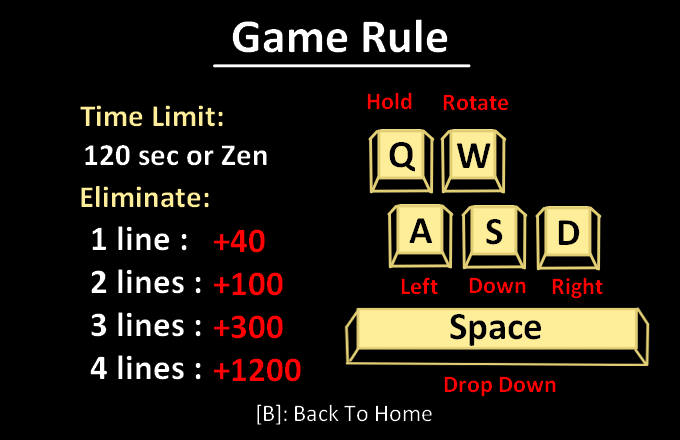 Game Rule
Time Limit:
120 sec or Zen
Eliminate:
1 line : +40
2 lines : +100
3 lines : +300
4 lines : +1200
Hold Rotate
Q W
A S D
Left Down Right
Space
Drop Down
[B]: Back To Home